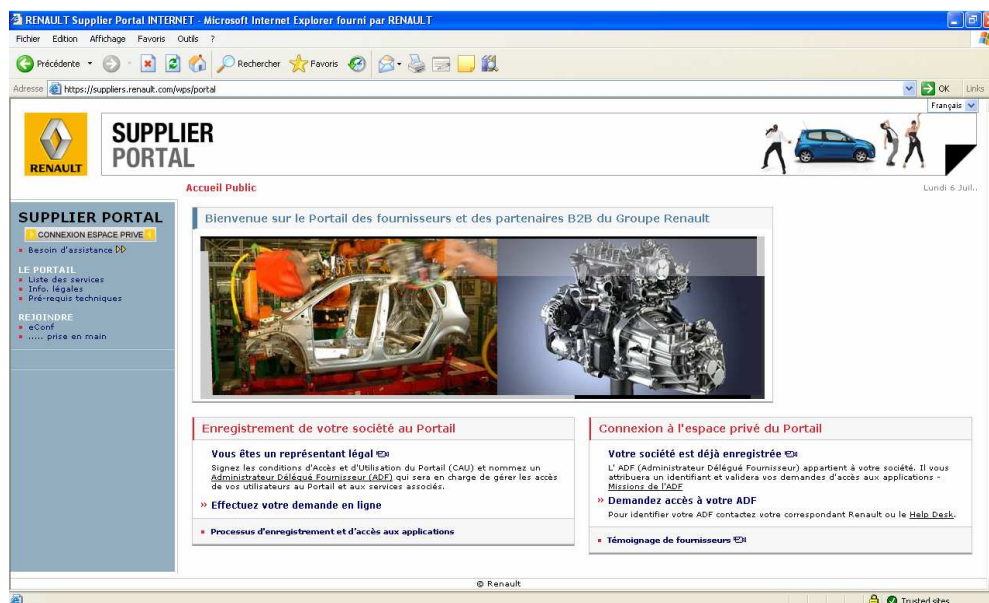 RENAULT Supplier Portal INTERNET - Microsoft Internet Explorer fourni par RENAULT
Fichier Edition Affichage Favoris Outils ?
Précédente Rechercher Favoris
Adresse https://suppliers.renault.com/wps/portal OK Links
Français
RENAULT
SUPPLIER
PORTAL
Accueil Public
Lundi 6 Juil..
SUPPLIER PORTAL
CONNEXION ESPACE PRIVE
Besoin d'assistance
LE PORTAIL
Liste des services
Info. légales
Pré-requis techniques
REJOINDRE
eConf
..... prise en main
Bienvenue sur le Portail des fournisseurs et des partenaires B2B du Groupe Renault
Enregistrement de votre société au Portail
Vous êtes un représentant légal
Signez les conditions d'Accès et d'Utilisation du Portail (CAU) et nommez un
Administrateur Délégué Fournisseur (ADF) qui sera en charge de gérer les accès
de vos utilisateurs au Portail et aux services associés.
» Effectuez votre demande en ligne
Processus d'enregistrement et d'accès aux applications
Connexion à l'espace privé du Portail
Votre société est déjà enregistrée
L' ADF (Administrateur Délégué Fournisseur) appartient à votre société. Il vous
attribuera un identifiant et validera vos demandes d'accès aux applications -
Missions de l'ADF
» Demandez accès à votre ADF
Pour identifier votre ADF contactez votre correspondant Renault ou le Help Desk.
Témoignage de fournisseurs
© Renault
Trusted sites